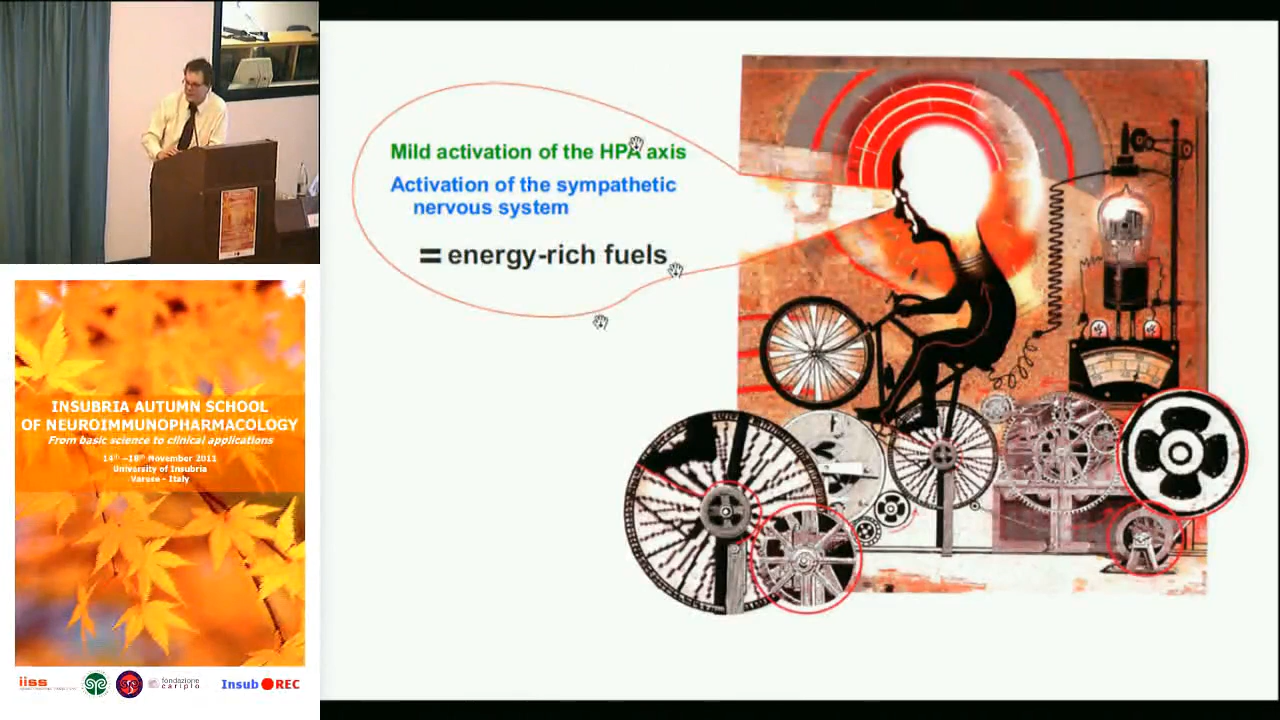 Mild activation of the HPA axis
Activation of the sympathetic
nervous system
= energy-rich fuels
INSUBRIA AUTUMN SCHOOL
OF NEUROIMMUNOPHARMACOLOGY
From basic science to clinical applications
14th -18th November 2011
University of Insubria
Varese - Italy
iiss
fondazione
cariplo
Insub REC